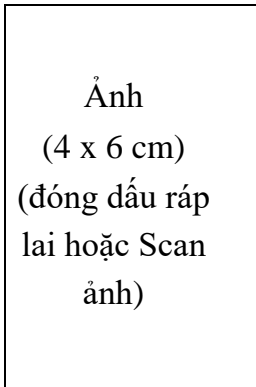 Ảnh
(4 x 6 cm)
(đóng dấu ráp
lai hoặc Scan
ảnh)